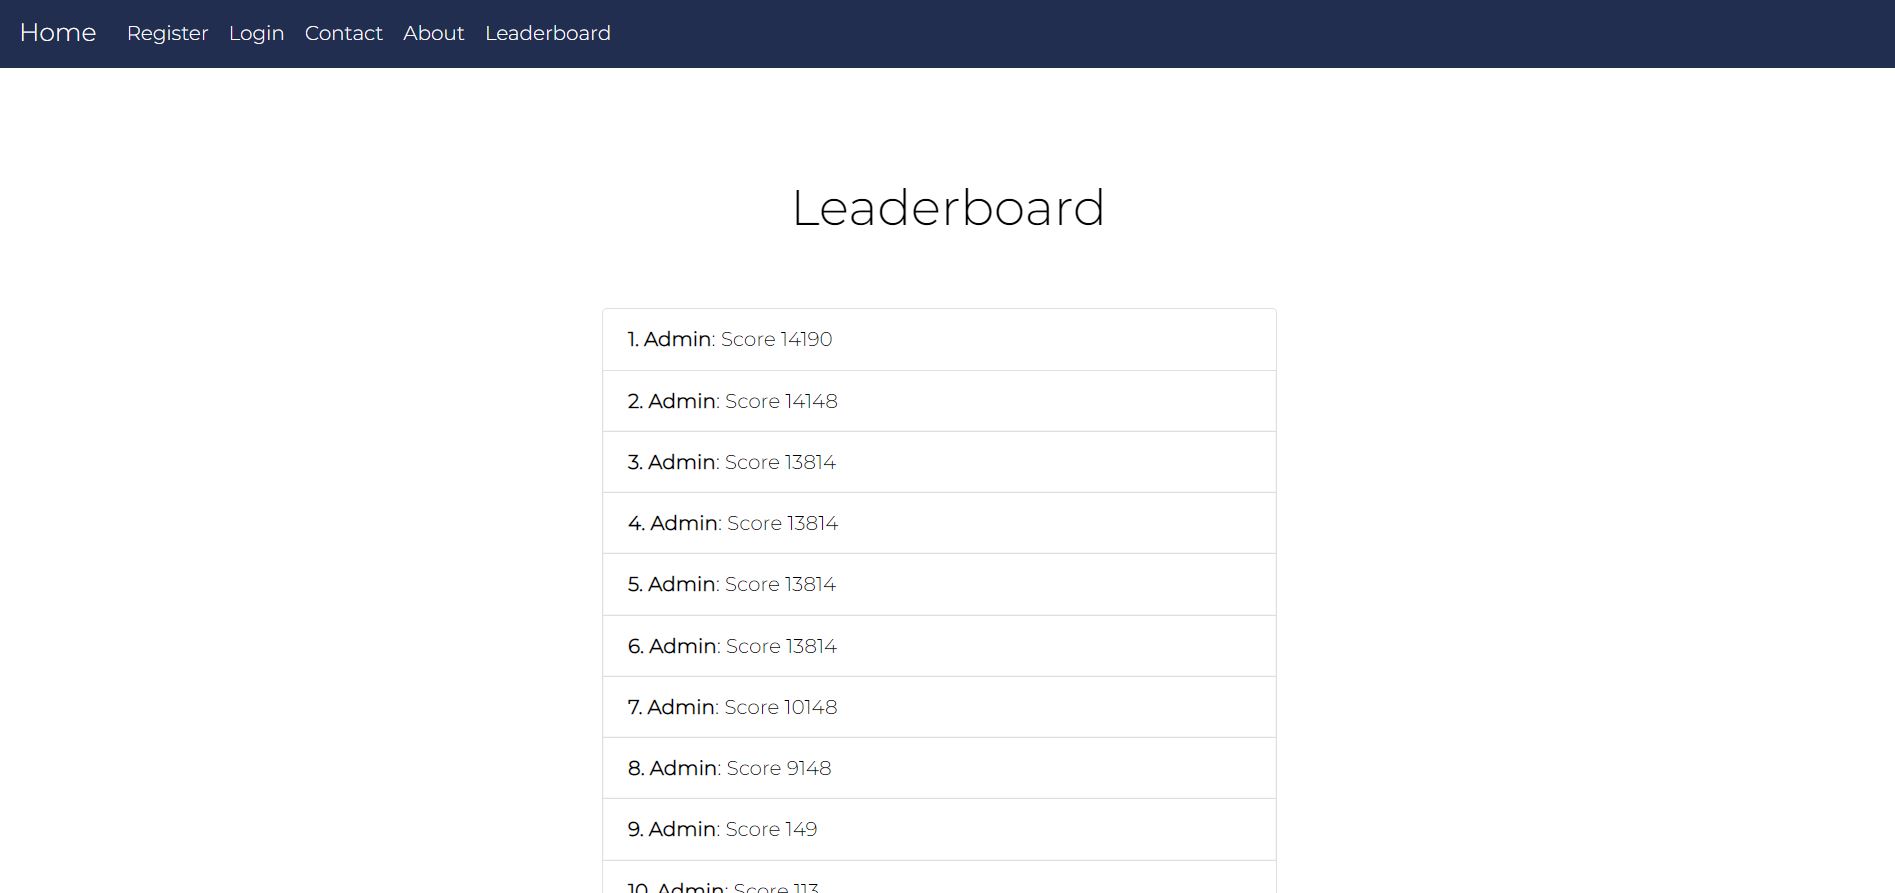 Home Register Login Contact About Leaderboard
Leaderboard
1. Admin: Score 14190
2. Admin: Score 14148
3. Admin: Score 13814
4. Admin: Score 13814
5. Admin: Score 13814
6. Admin: Score 13814
7. Admin: Score 10148
8. Admin: Score 9148
9. Admin: Score 149
10. Admin: Score 113